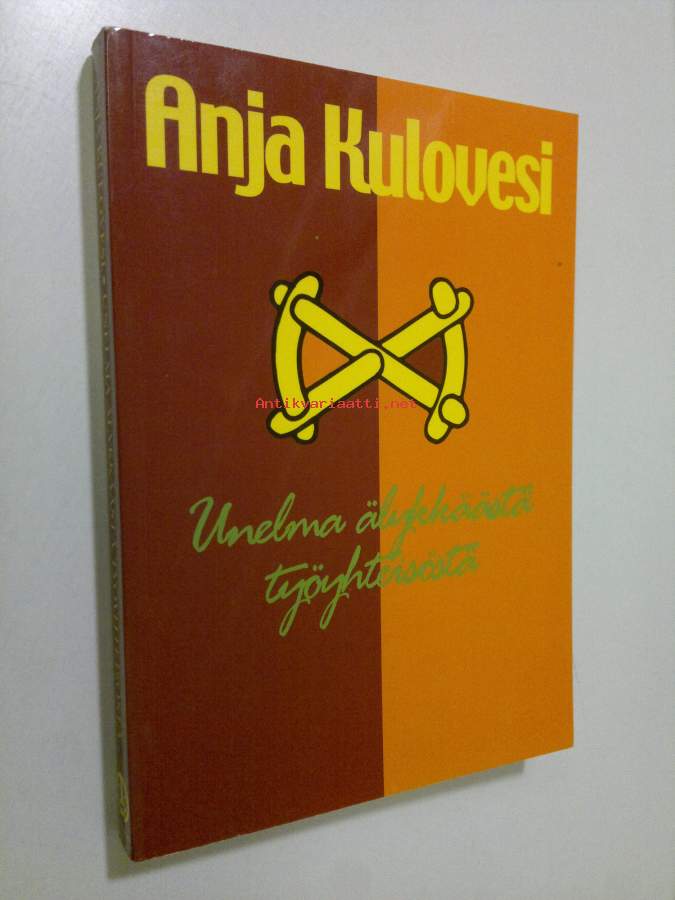 Anja Kulovesi
Antikvariaatti.net
Unelma älykkäästä
työyhteisöstä